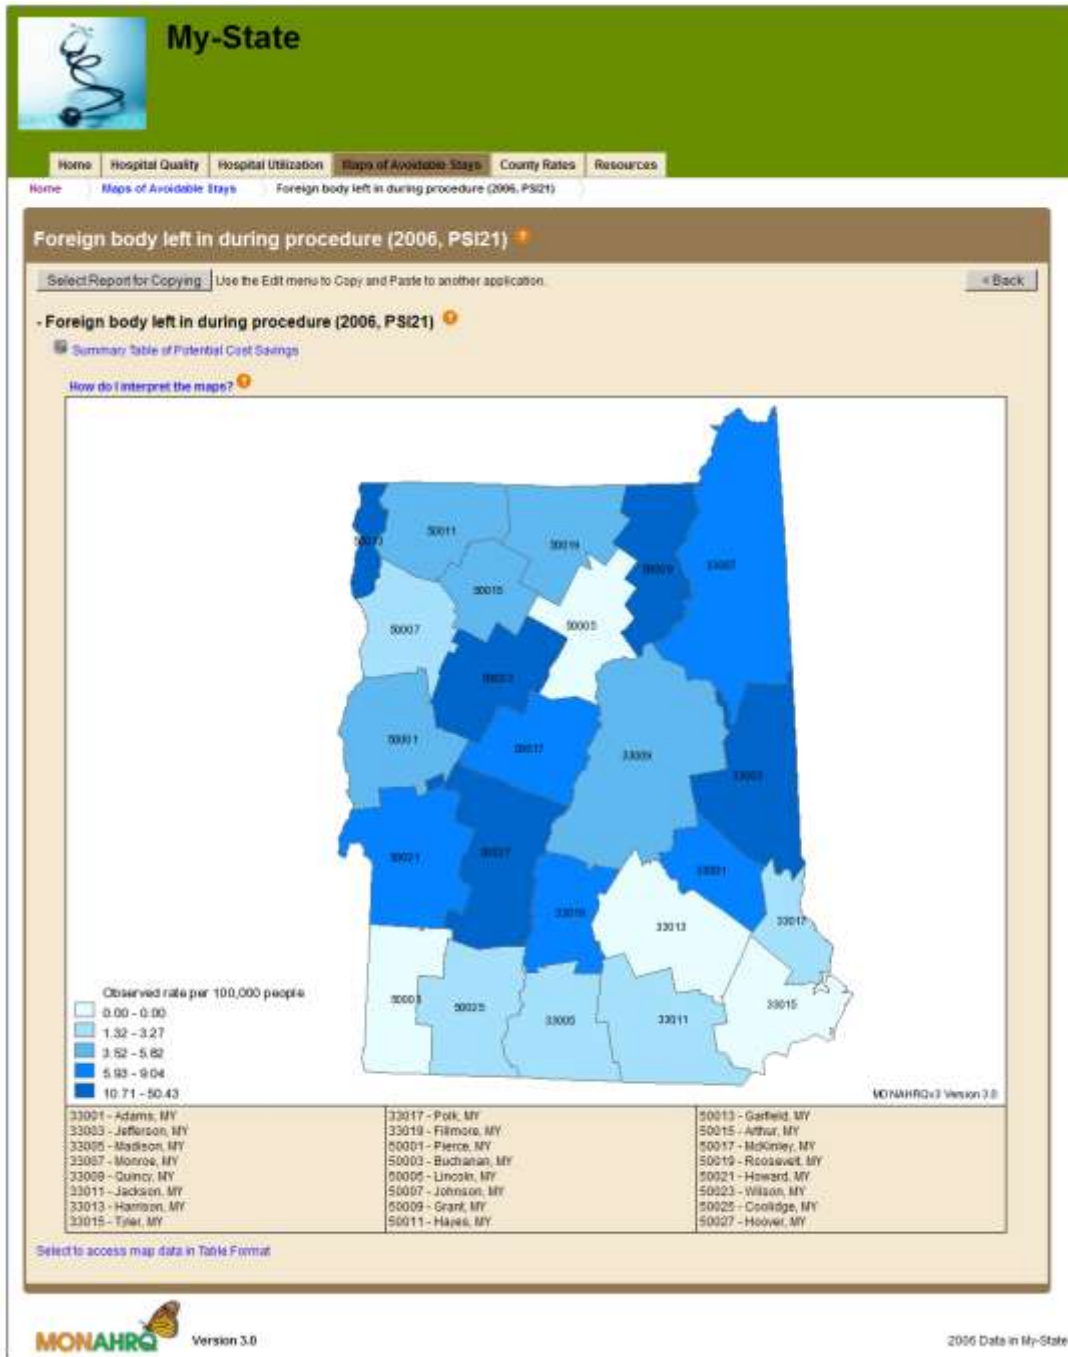 My-State
Home Hospital Quality Hospital Utilization Maps of Avoidable Stays County Rates Resources
Home Maps of Avoidable Stays Foreign body left in during procedure (2006, PSI21)
Foreign body left in during procedure (2006, PSI21) ?
Select Report for Copying Use the Edit menu to Copy and Paste to another application. < Back
- Foreign body left in during procedure (2006, PSI21) ?
Summary Table of Potential Cost Savings
How do I interpret the maps? ?
50011
50013
50019
50009
33007
50015
50007
50005
50023
50001
50017
33009
33003
50021
50027
33001
33019
33013
33017
50003
50025
33005
33011
33015
Observed rate per 100,000 people
0.00 - 0.00
1.32 - 3.27
3.52 - 5.82
5.93 - 9.04
10.71 - 50.43
MONAHRQv3 Version 3.0
33001 - Adams, MY
33003 - Jefferson, MY
33005 - Madison, MY
33007 - Monroe, MY
33009 - Quincy, MY
33011 - Jackson, MY
33013 - Harrison, MY
33015 - Tyler, MY
33017 - Polk, MY
33019 - Fillmore, MY
50001 - Pierce, MY
50003 - Buchanan, MY
50005 - Lincoln, MY
50007 - Johnson, MY
50009 - Grant, MY
50011 - Hayes, MY
50013 - Garfield, MY
50015 - Arthur, MY
50017 - McKinley, MY
50019 - Roosevelt, MY
50021 - Howard, MY
50023 - Wilson, MY
50025 - Coolidge, MY
50027 - Hoover, MY
Select to access map data in Table Format
MONAHRQ Version 3.0
2006 Data in My-State